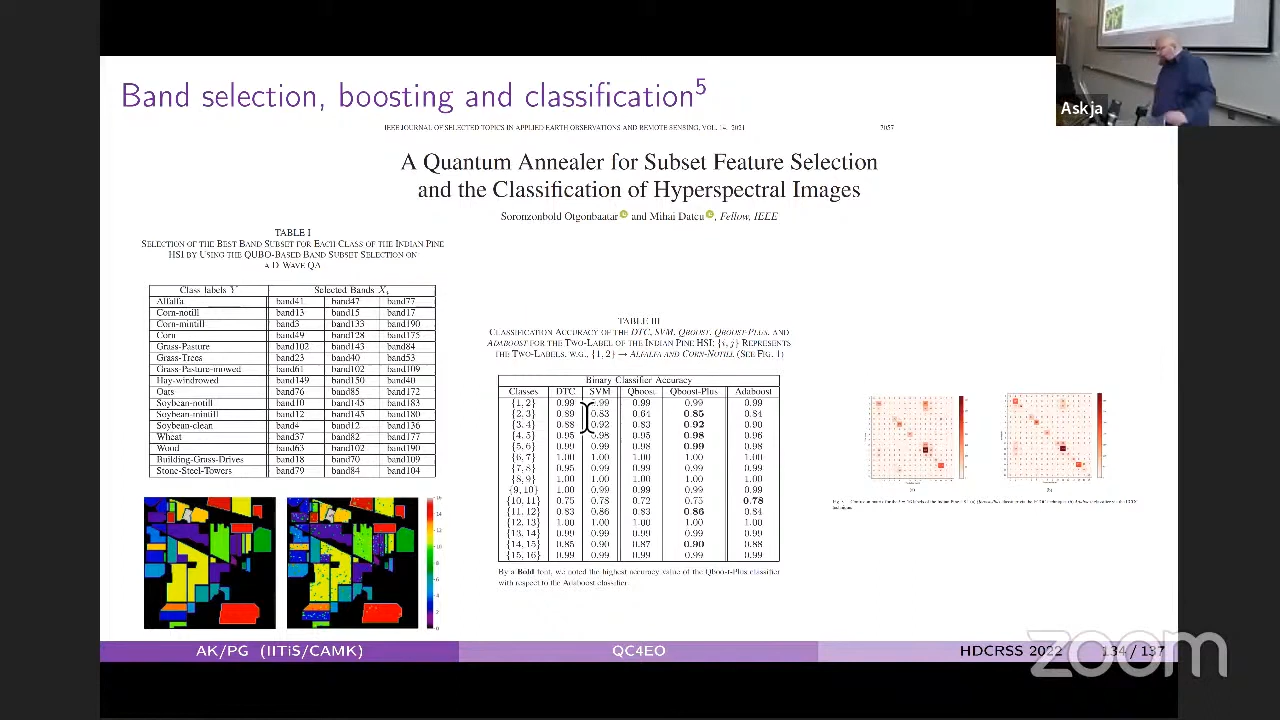 Band selection, boosting and classification5
IEEE JOURNAL OF SELECTED TOPICS IN APPLIED EARTH OBSERVATIONS AND REMOTE SENSING, VOL. 14, 2021
7057
A Quantum Annealer for Subset Feature Selection
and the Classification of Hyperspectral Images
Soronzonbold Otgonbaatar and Mihai Datcu, Fellow, IEEE
TABLE I
SELECTION OF THE BEST BAND SUBSET FOR EACH CLASS OF THE INDIAN PINE
HSI BY USING THE QUBO-BASED BAND SUBSET SELECTION ON
A D-WAVE QA
Class labels Y Selected Bands Xi
Alfalfa band41 band47 band77
Corn-notill band13 band15 band17
Corn-mintill band3 band133 band190
Corn band49 band128 band175
Grass-Pasture band102 band143 band84
Grass-Trees band23 band40 band53
Grass-Pasture-mowed band61 band102 band109
Hay-windrowed band149 band150 band40
Oats band76 band85 band172
Soybean-notill band10 band145 band183
Soybean-mintill band12 band145 band180
Soybean-clean band4 band12 band136
Wheat band37 band82 band177
Wood band63 band102 band190
Building-Grass-Drives band18 band70 band109
Stone-Steel-Towers band79 band84 band104
TABLE III
CLASSIFICATION ACCURACY OF THE DTC, SVM, QBOOST, QBOOST-PLUS, AND
ADABOOST FOR THE TWO-LABEL OF THE INDIAN PINE HSI; {i, j} REPRESENTS
THE TWO-LABELS, W.G., {1, 2} → ALFALFA AND CORN-NOTILL (SEE FIG. 1)
Binary Classifier Accuracy
Classes DTC SVM Qboost Qboost-Plus Adaboost
{1, 2} 0.99 0.99 0.99 0.99 0.99
{2, 3} 0.89 0.88 0.64 0.85 0.84
{3, 4} 0.88 0.92 0.83 0.92 0.90
{4, 5} 0.95 0.98 0.95 0.98 0.96
{5, 6} 0.99 0.99 0.98 0.99 0.98
{6, 7} 1.00 1.00 1.00 1.00 1.00
{7, 8} 0.95 0.99 0.99 0.99 0.99
{8, 9} 1.00 1.00 1.00 1.00 1.00
{9, 10} 1.00 0.99 0.99 0.99 0.99
{10, 11} 0.75 0.78 0.72 0.73 0.78
{11, 12} 0.83 0.86 0.83 0.86 0.84
{12, 13} 1.00 1.00 1.00 1.00 1.00
{13, 14} 0.99 0.99 0.99 0.99 0.99
{14, 15} 0.85 0.90 0.87 0.90 0.88
{15, 16} 0.99 0.99 0.99 0.99 0.99
By a Bold font, we noted the highest accuracy value of the Qboost-Plus classifier
with respect to the Adaboost classifier.
(a) (b)
AK/PG (IITiS/CAMK) QC4EO HDCRSS 2022 134 / 137
Askja
zoom